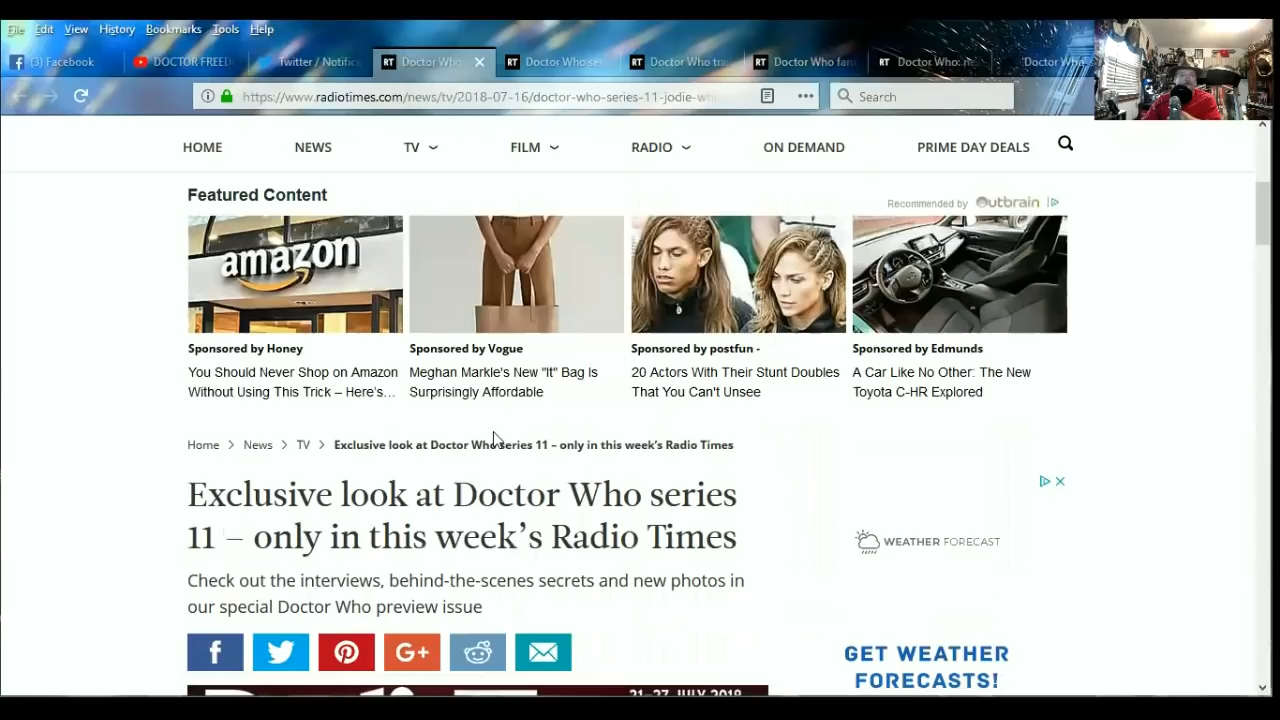 File Edit View History Bookmarks Tools Help
(3) Facebook
DOCTOR FREED
Twitter / Notific
RT Doctor Who
RT Doctor Who se
RT Doctor Who tra
RT Doctor Who fan
RT Doctor Who: n
Doctor Who
https://www.radiotimes.com/news/tv/2018-07-16/doctor-who-series-11-jodie-wh
Search
HOME NEWS TV FILM RADIO ON DEMAND PRIME DAY DEALS
Featured Content
Recommended by Outbrain
amazon
Sponsored by Honey
You Should Never Shop on Amazon
Without Using This Trick – Here's...
Sponsored by Vogue
Meghan Markle's New "It" Bag Is
Surprisingly Affordable
Sponsored by postfun -
20 Actors With Their Stunt Doubles
That You Can't Unsee
Sponsored by Edmunds
A Car Like No Other: The New
Toyota C-HR Explored
Home > News > TV > Exclusive look at Doctor Who series 11 – only in this week's Radio Times
Exclusive look at Doctor Who series
11 – only in this week's Radio Times
Check out the interviews, behind-the-scenes secrets and new photos in
our special Doctor Who preview issue
f
G+
WEATHER FORECAST
GET WEATHER
FORECASTS!
21-27 JULY 2018